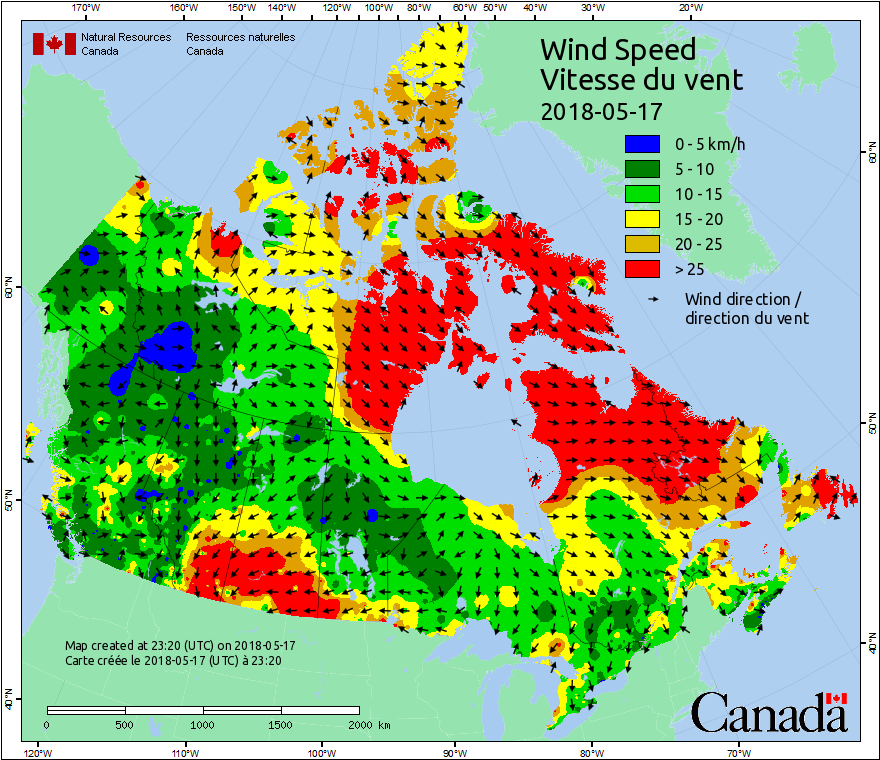 170°W 160°W 150°W 140°W 120°W 100°W 80°W 60°W 50°W 40°W 30°W 20°W
Natural Resources Ressources naturelles
Canada Canada
Wind Speed
Vitesse du vent
2018-05-17
0 - 5 km/h
5 - 10
10 - 15
15 - 20
20 - 25
> 25
Wind direction /
direction du vent
60°N
60°N
50°N
50°N
40°N
40°N
Map created at 23:20 (UTC) on 2018-05-17
Carte créée le 2018-05-17 (UTC) à 23:20
0 500 1000 1500 2000 km
Canada
120°W 110°W 100°W 90°W 80°W 70°W